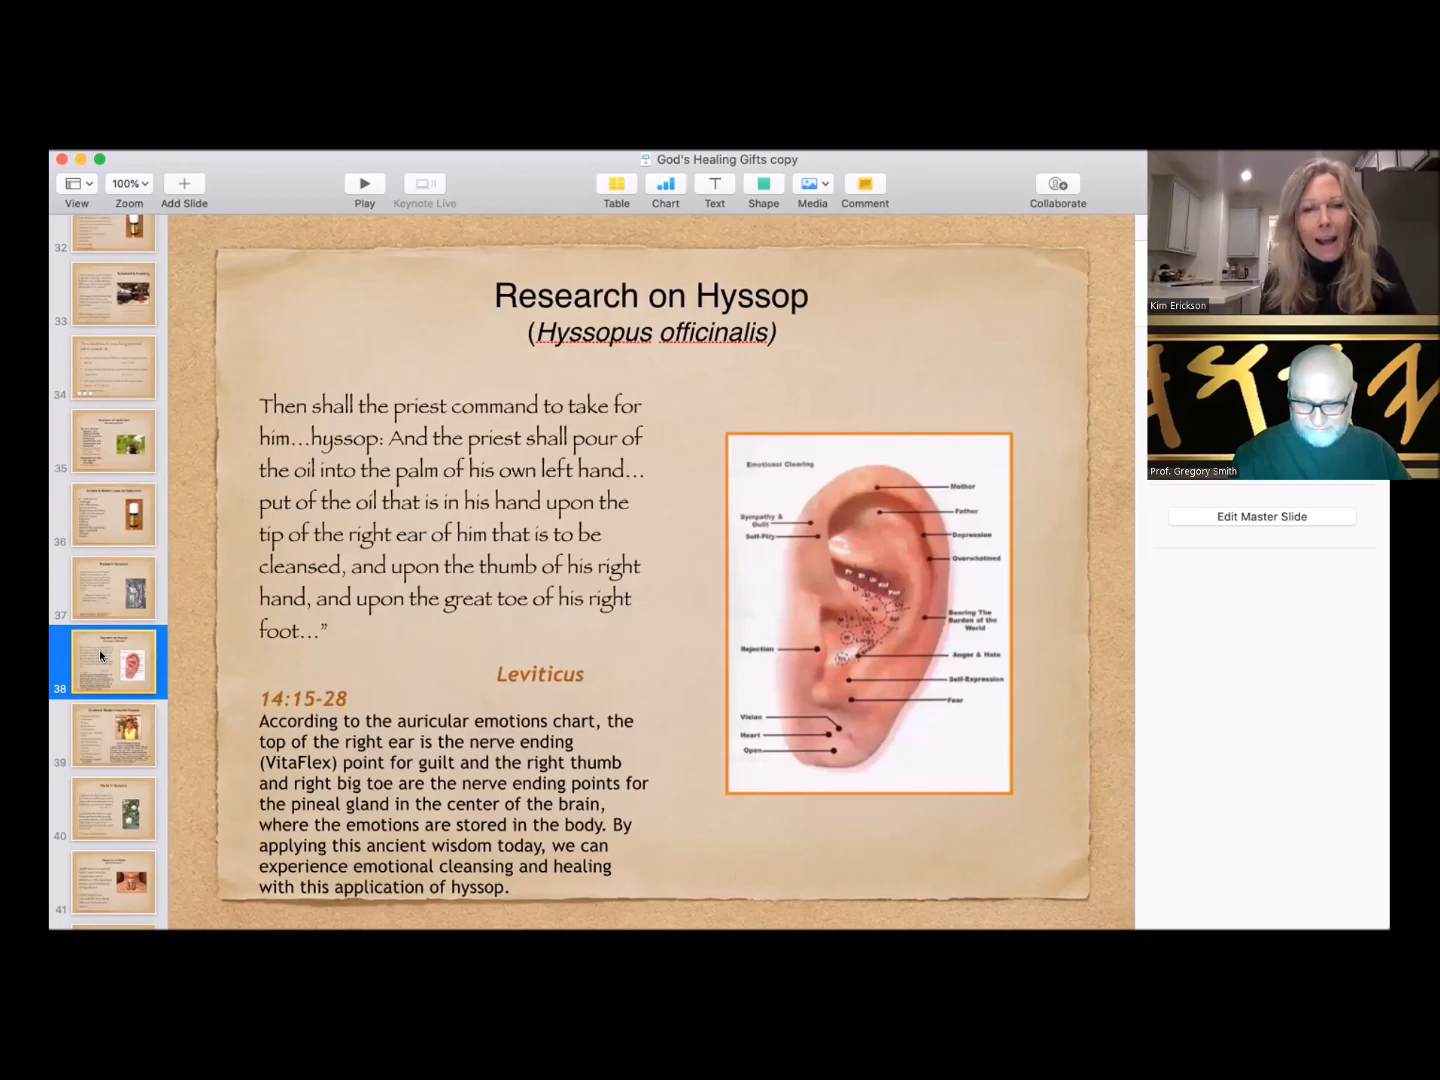 God's Healing Gifts copy
View
100%
Zoom
Add Slide
Play
Keynote Live
Table
Chart
Text
Shape
Media
Comment
Collaborate
32
33
34
35
36
37
38
39
40
41
Research on Hyssop
(Hyssopus officinalis)
Then shall the priest command to take for
him...hyssop: And the priest shall pour of
the oil into the palm of his own left hand...
put of the oil that is in his hand upon the
tip of the right ear of him that is to be
cleansed, and upon the thumb of his right
hand, and upon the great toe of his right
foot...”
Leviticus
14:15-28
According to the auricular emotions chart, the
top of the right ear is the nerve ending
(VitaFlex) point for guilt and the right thumb
and right big toe are the nerve ending points for
the pineal gland in the center of the brain,
where the emotions are stored in the body. By
applying this ancient wisdom today, we can
experience emotional cleansing and healing
with this application of hyssop.
Emotional Clearing
Mother
Father
Sympathy &
Guilt
Self-Pity
Depression
Overwhelmed
Bearing The
Burden of the
World
Rejection
Anger & Hate
Self-Expression
Fear
Vision
Heart
Open
Kim Erickson
Prof. Gregory Smith
Edit Master Slide